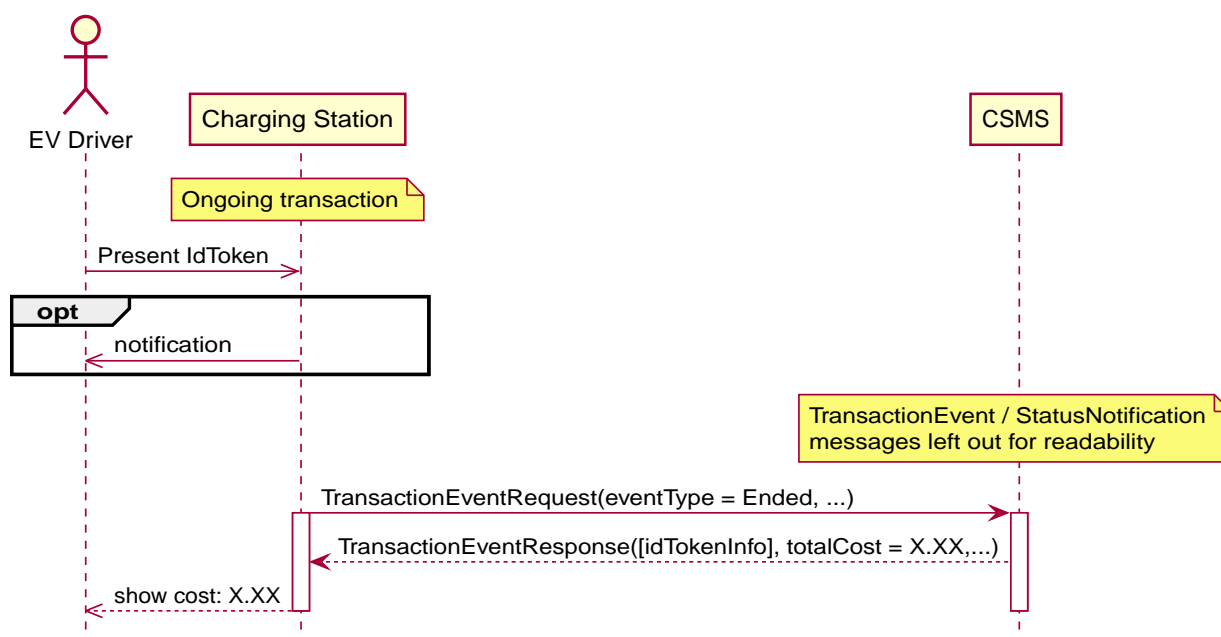 EV Driver
Charging Station
CSMS
Ongoing transaction
Present IdToken
opt
notification
TransactionEvent / StatusNotification
messages left out for readability
TransactionEventRequest(eventType = Ended, ...)
TransactionEventResponse([idTokenInfo], totalCost = X.XX,...)
show cost: X.XX